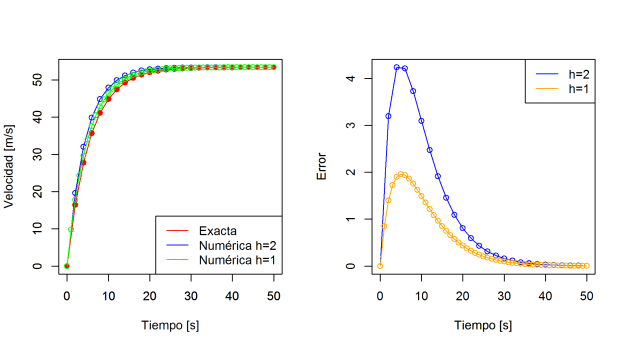 Velocidad [m/s]
50
40
30
20
10
0
Exacta
Numérica h=2
Numérica h=1
0 10 20 30 40 50
Tiempo [s]
Error
4
3
2
1
0
h=2
h=1
0 10 20 30 40 50
Tiempo [s]